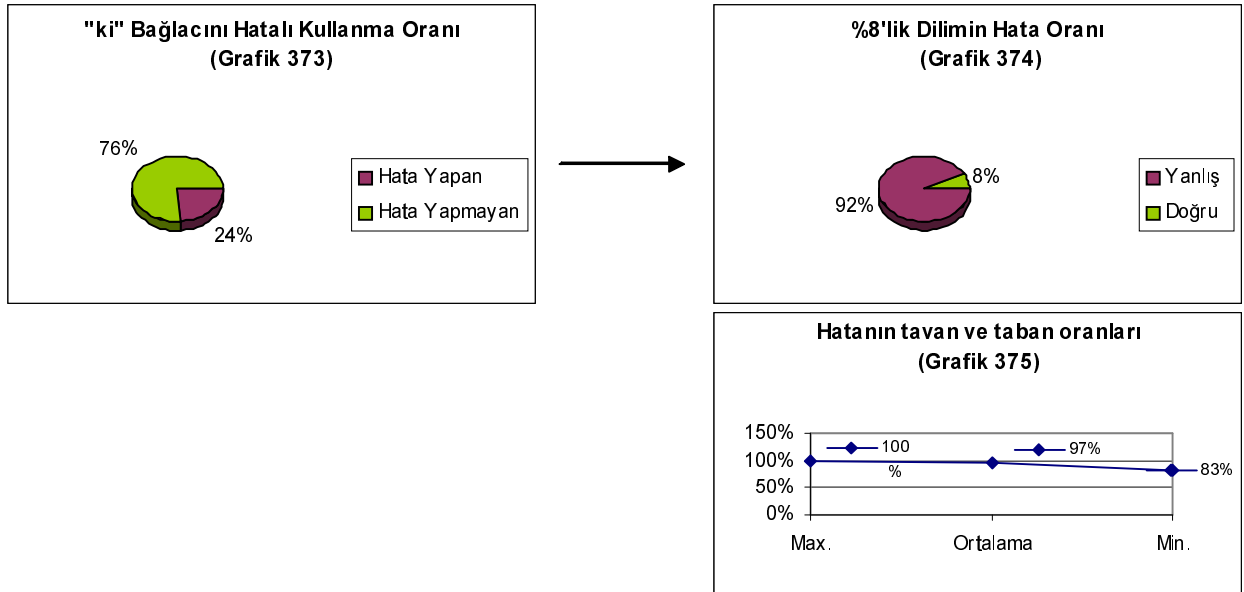 "ki" Bağlacını Hatalı Kullanma Oranı
(Grafik 373)
76%
24%
Hata Yapan
Hata Yapmayan
%8'lik Dilimin Hata Oranı
(Grafik 374)
8%
92%
Yanlış
Doğru
Hatanın tavan ve taban oranları
(Grafik 375)
150%
100%
50%
0%
100
%
97%
83%
Max.
Ortalama
Min.